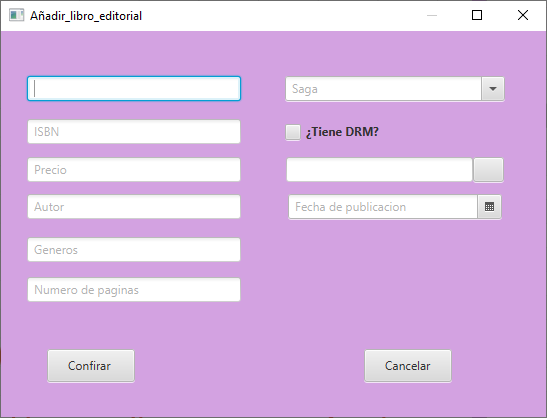 Añadir_libro_editorial
Saga
ISBN
¿Tiene DRM?
Precio
Autor
Fecha de publicacion
Generos
Numero de paginas
Confirar
Cancelar